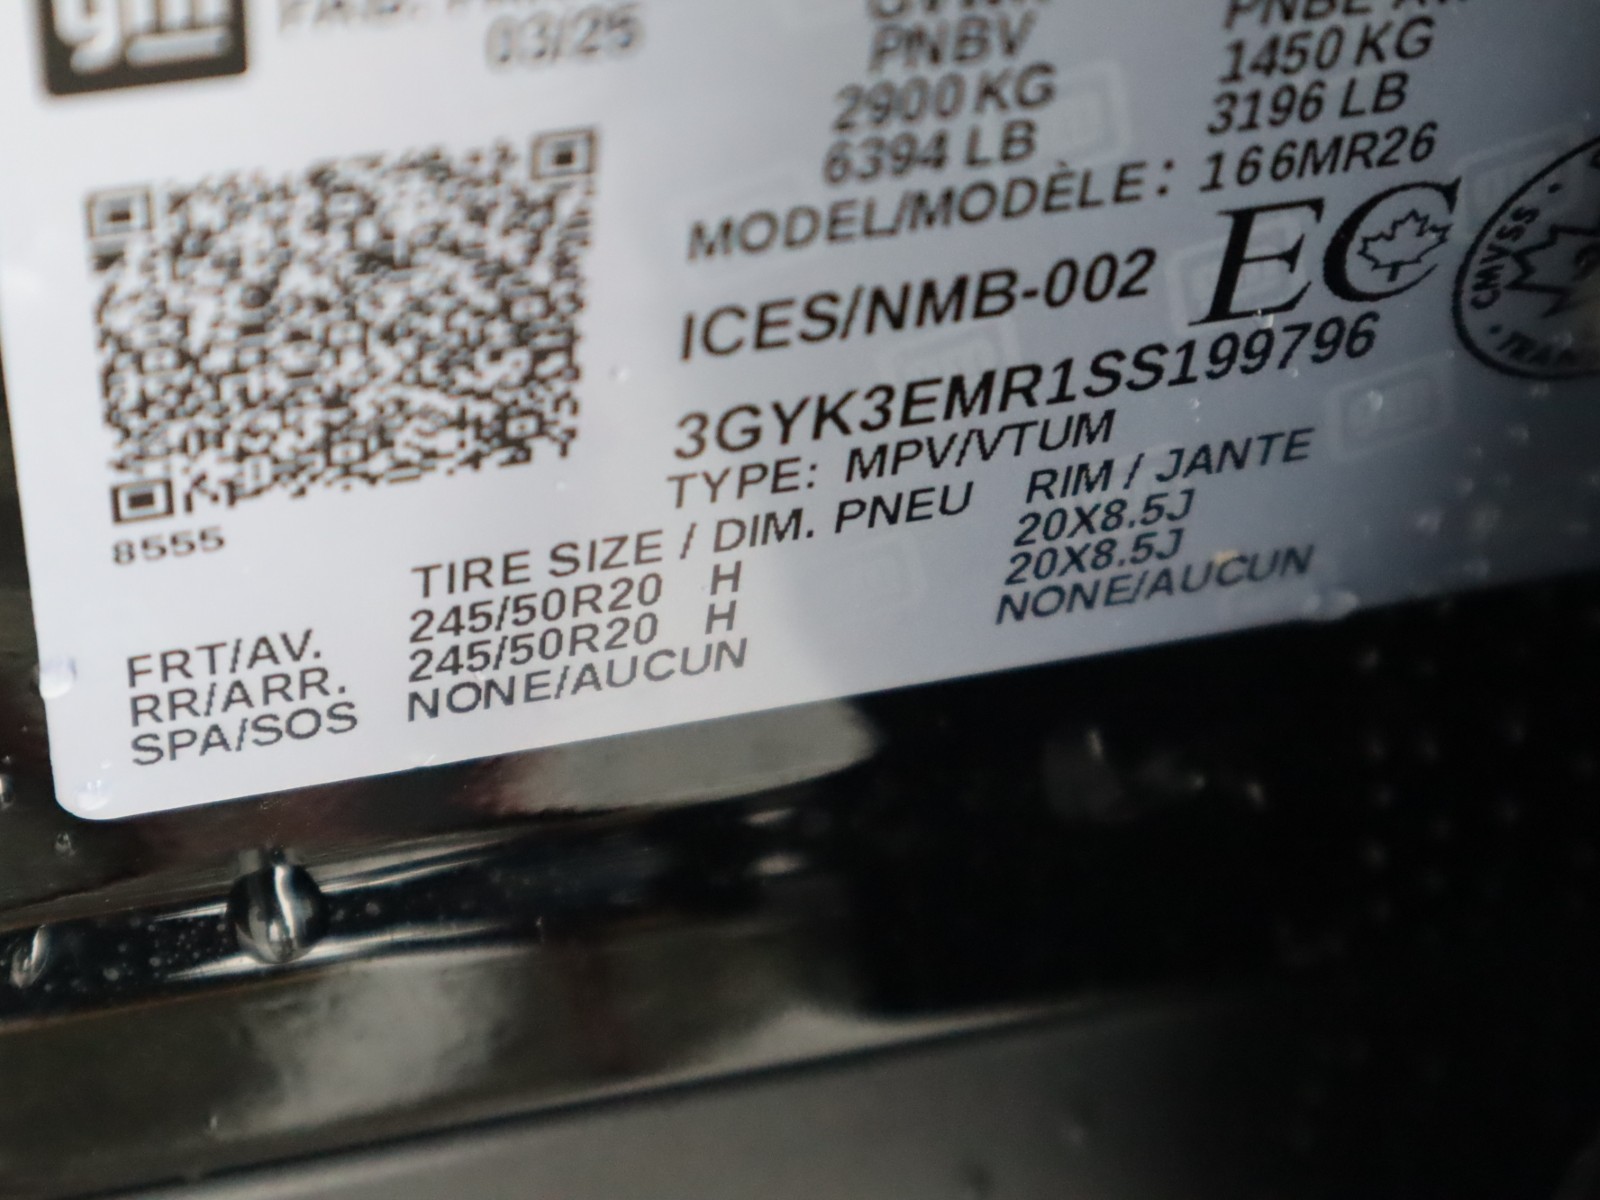 gm
03/25
PNBV
2900 KG
1450 KG
6394 LB
3196 LB
MODEL/MODÈLE: 166MR26
ICES/NMB-002 EC
CMVSS
3GYK3EMR1SS199796
TYPE: MPV/VTUM
8555
TIRE SIZE / DIM. PNEU RIM / JANTE
FRT/AV. 245/50R20 H 20X8.5J
RR/ARR. 245/50R20 H 20X8.5J
SPA/SOS NONE/AUCUN NONE/AUCUN